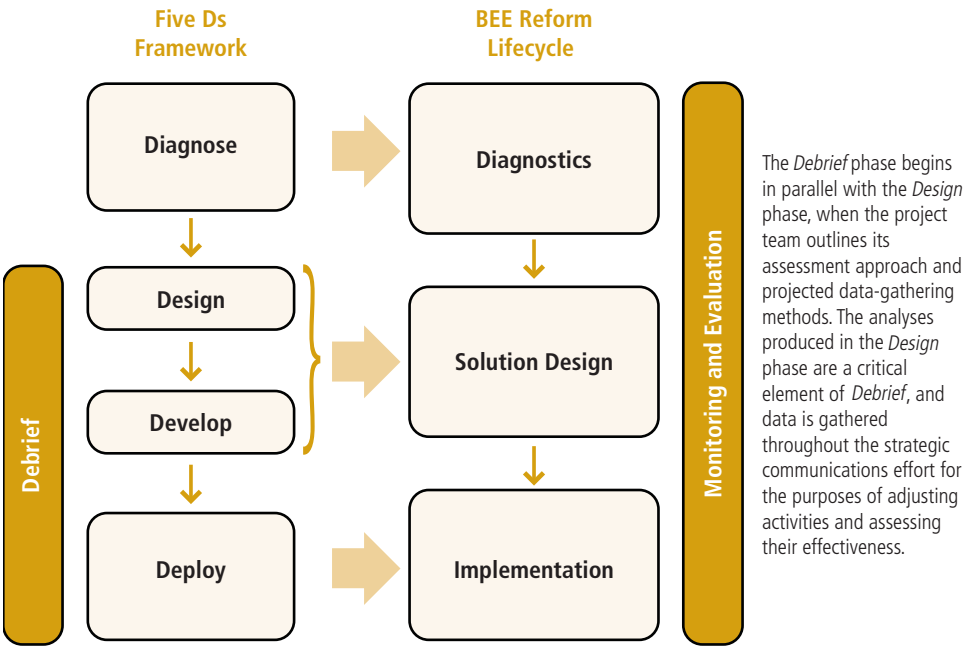 Five Ds
Framework
BEE Reform
Lifecycle
Diagnose
Diagnostics
Design
Solution Design
Develop
Debrief
Deploy
Implementation
Monitoring and Evaluation
The Debrief phase begins
in parallel with the Design
phase, when the project
team outlines its
assessment approach and
projected data-gathering
methods. The analyses
produced in the Design
phase are a critical
element of Debrief, and
data is gathered
throughout the strategic
communications effort for
the purposes of adjusting
activities and assessing
their effectiveness.